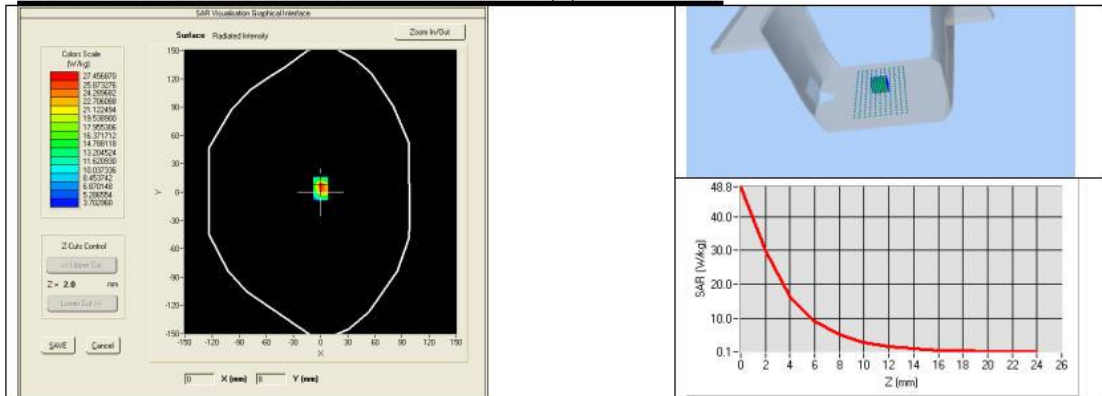 SAR Visualisation Graphical Interface
Surface Radiated Intensity
Zoom In/Out
Colors Scale
(W/kg)
27.456870
25.873276
24.289682
22.706088
21.122494
19.538900
17.955306
16.371712
14.788118
13.204524
11.620930
10.037336
8.453742
6.870148
5.286554
3.702960
Z-Cuts Control
<< Upper Cut
Z = 2.0 mm
Lower Cut >>
SAVE Cancel
150
120
90
60
30
0
-30
-60
-90
-120
-150
Y
-150 -120 -90 -60 -30 0 30 60 90 120 150
X
0 X (mm) 0 Y (mm)
48.8
40.0
30.0
20.0
10.0
0.1
SAR (W/kg)
0 2 4 6 8 10 12 14 16 18 20 22 24 26
Z (mm)